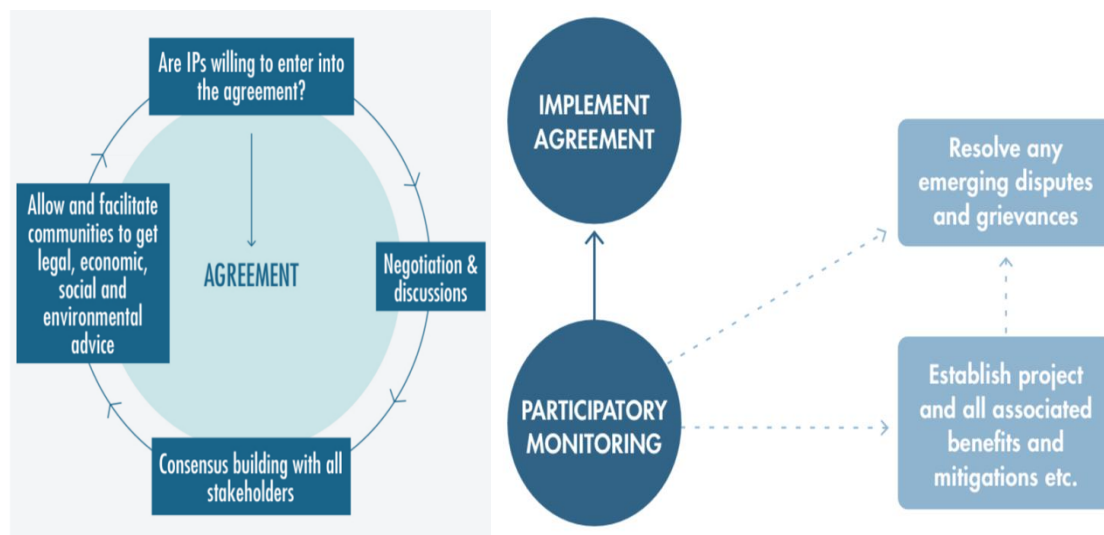 Are IPs willing to enter into
the agreement?
Allow and facilitate
communities to get
legal, economic,
social and
environmental
advice
AGREEMENT
Negotiation &
discussions
Consensus building with all
stakeholders
IMPLEMENT
AGREEMENT
Resolve any
emerging disputes
and grievances
PARTICIPATORY
MONITORING
Establish project
and all associated
benefits and
mitigations etc.